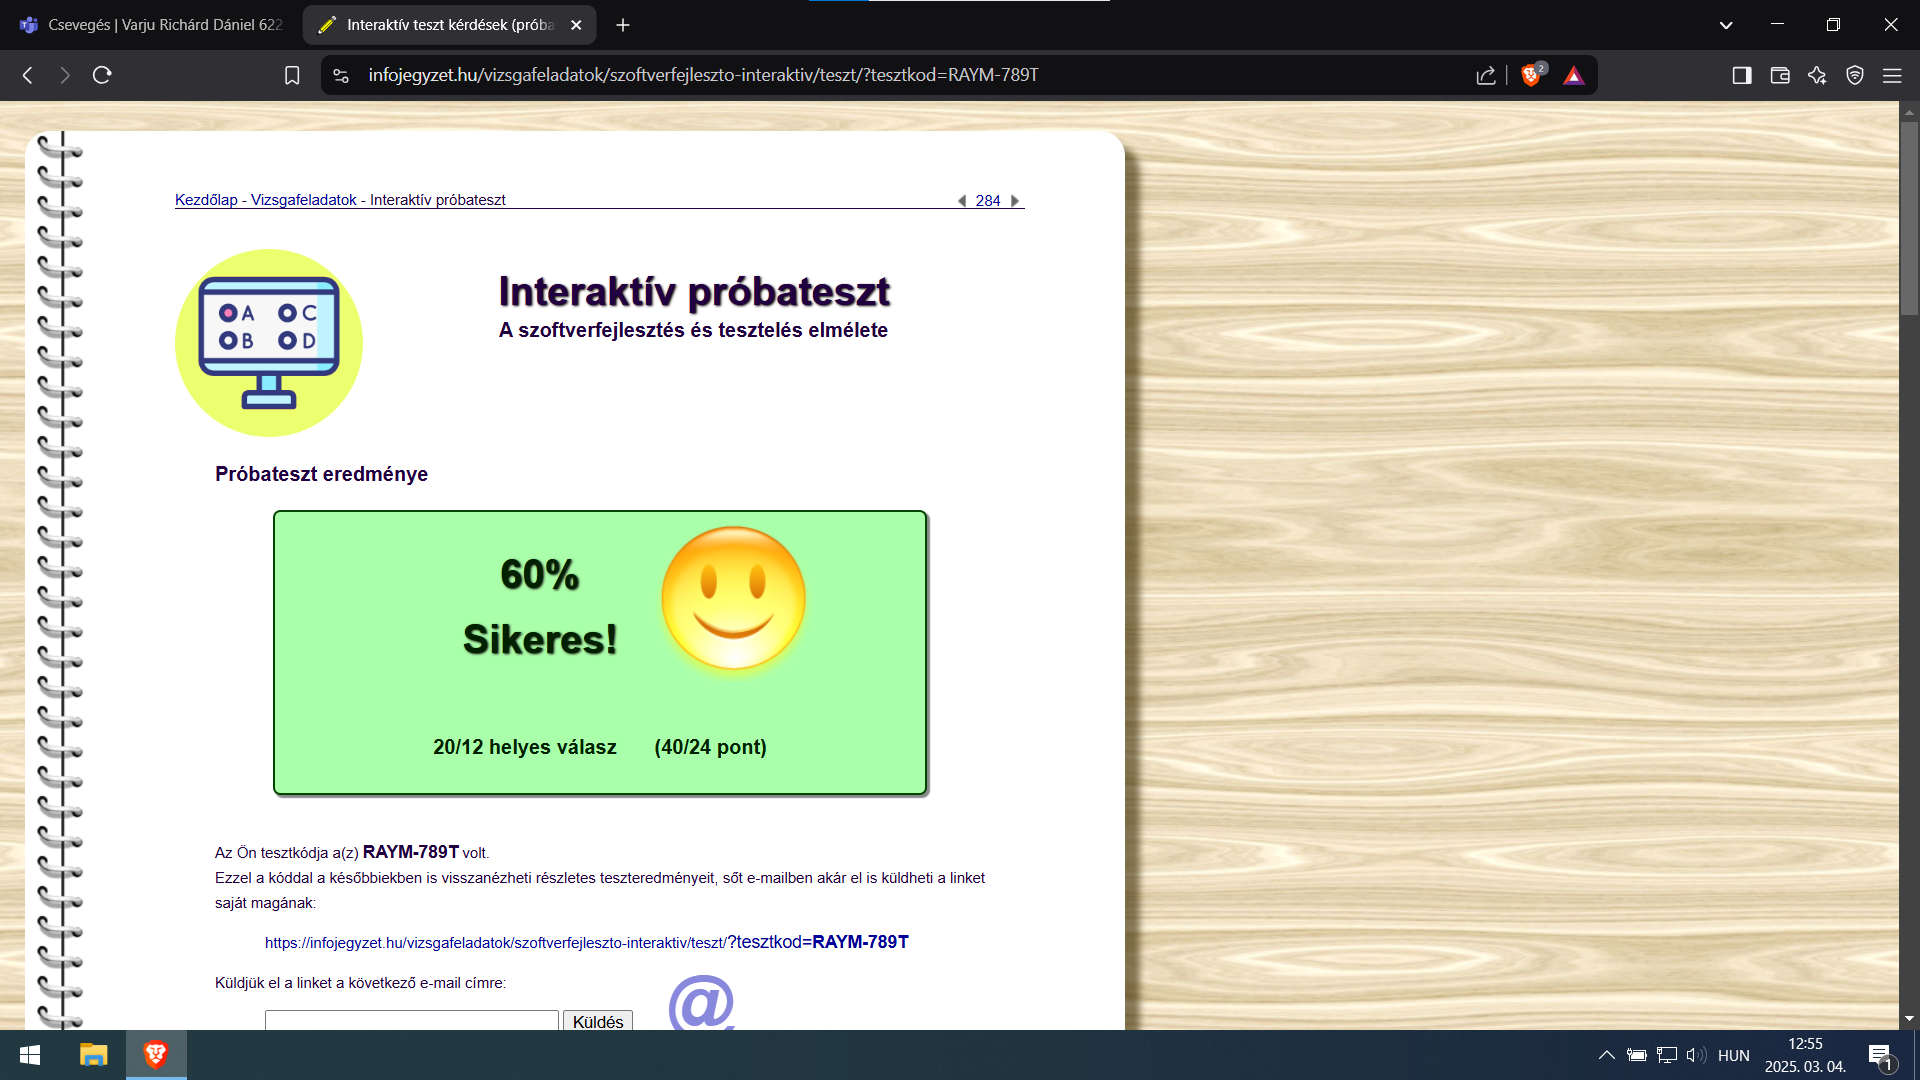 Csevegés | Varju Richárd Dániel 622
Interaktív teszt kérdések (próba
infojegyzet.hu/vizsgafeladatok/szoftverfejleszto-interaktiv/teszt/?tesztkod=RAYM-789T
2
Kezdőlap - Vizsgafeladatok - Interaktív próbateszt
284
A C
B D
Interaktív próbateszt
A szoftverfejlesztés és tesztelés elmélete
Próbateszt eredménye
60%
Sikeres!
20/12 helyes válasz (40/24 pont)
Az Ön tesztkódja a(z) RAYM-789T volt.
Ezzel a kóddal a későbbiekben is visszanézheti részletes teszteredményeit, sőt e-mailben akár el is küldheti a linket
saját magának:
https://infojegyzet.hu/vizsgafeladatok/szoftverfejleszto-interaktiv/teszt/?tesztkod=RAYM-789T
Küldjük el a linket a következő e-mail címre:
@
Küldés
HUN
12:55
2025. 03. 04.
1